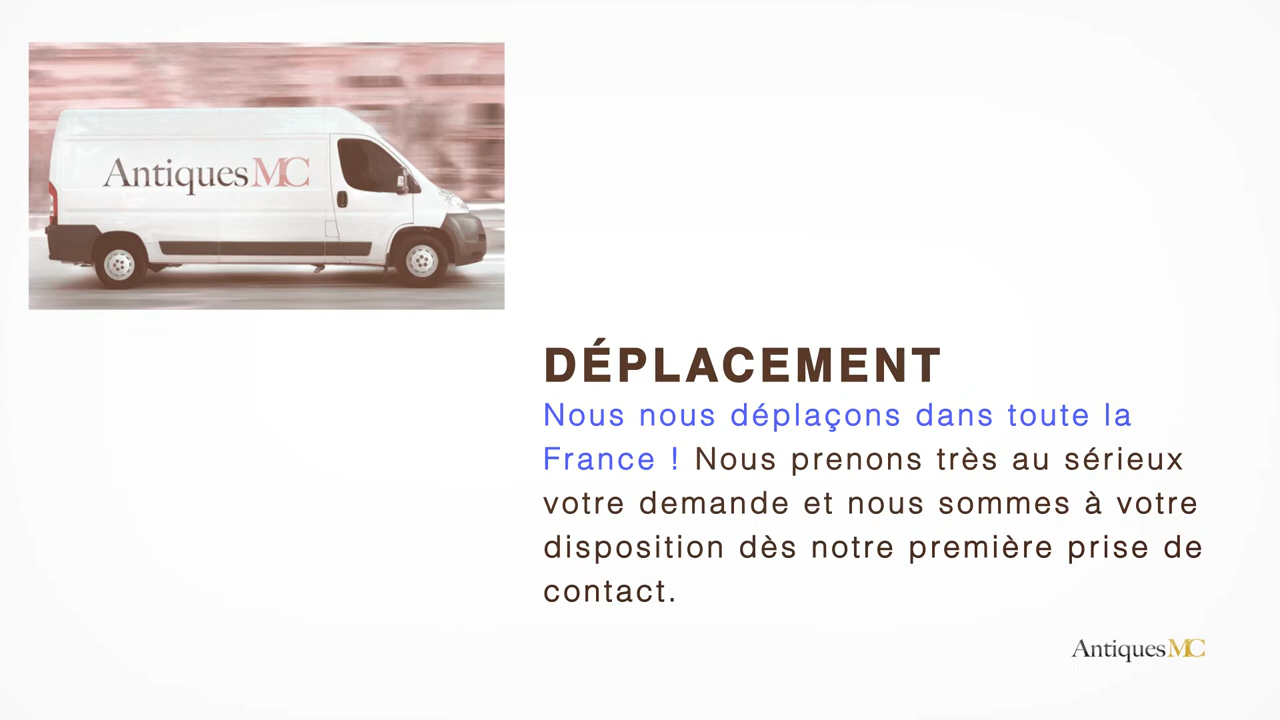 AntiquesMC
DÉPLACEMENT
Nous nous déplaçons dans toute la
France ! Nous prenons très au sérieux
votre demande et nous sommes à votre
disposition dès notre première prise de
contact.
AntiquesMC